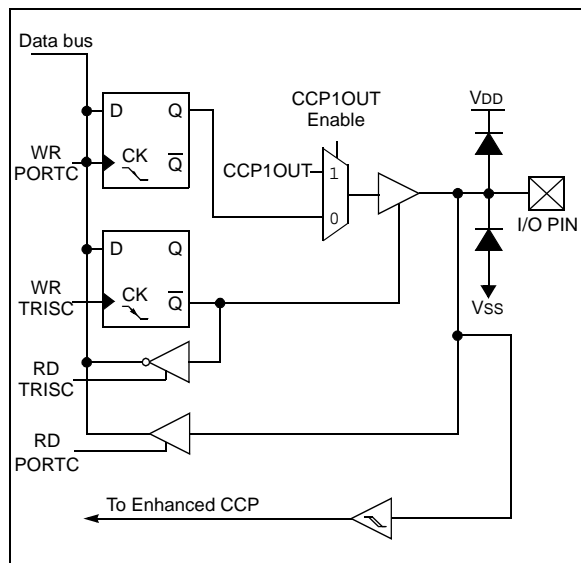 Data bus
D
Q
CK
Q
WR
PORTC
CCP1OUT
Enable
CCP1OUT
1
0
VDD
I/O PIN
VSS
D
Q
CK
Q
WR
TRISC
RD
TRISC
RD
PORTC
To Enhanced CCP